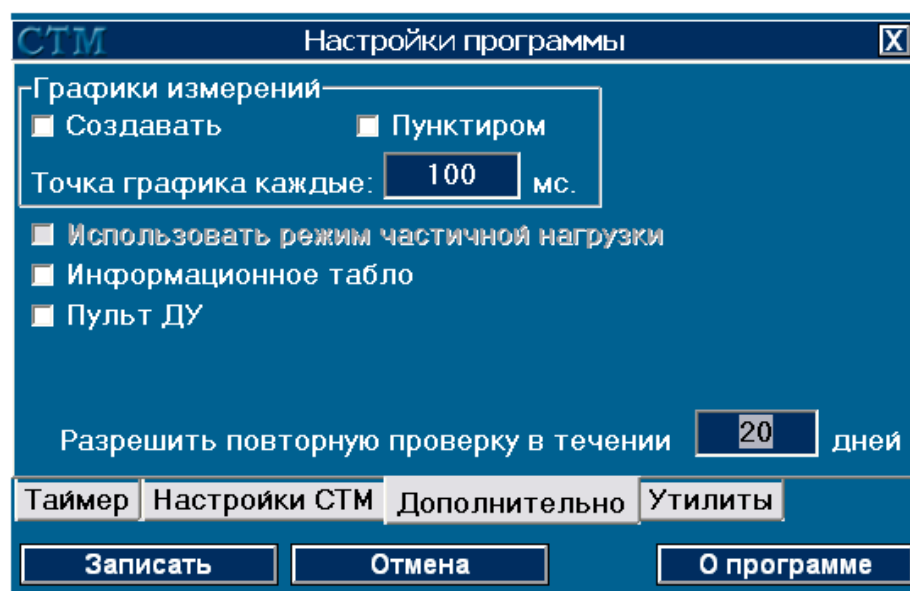 СТМ Настройки программы X
Графики измерений
Создавать Пунктиром
Точка графика каждые: 100 мс.
Использовать режим частичной нагрузки
Информационное табло
Пульт ДУ
Разрешить повторную проверку в течении 20 дней
Таймер Настройки СТМ Дополнительно Утилиты
Записать Отмена О программе